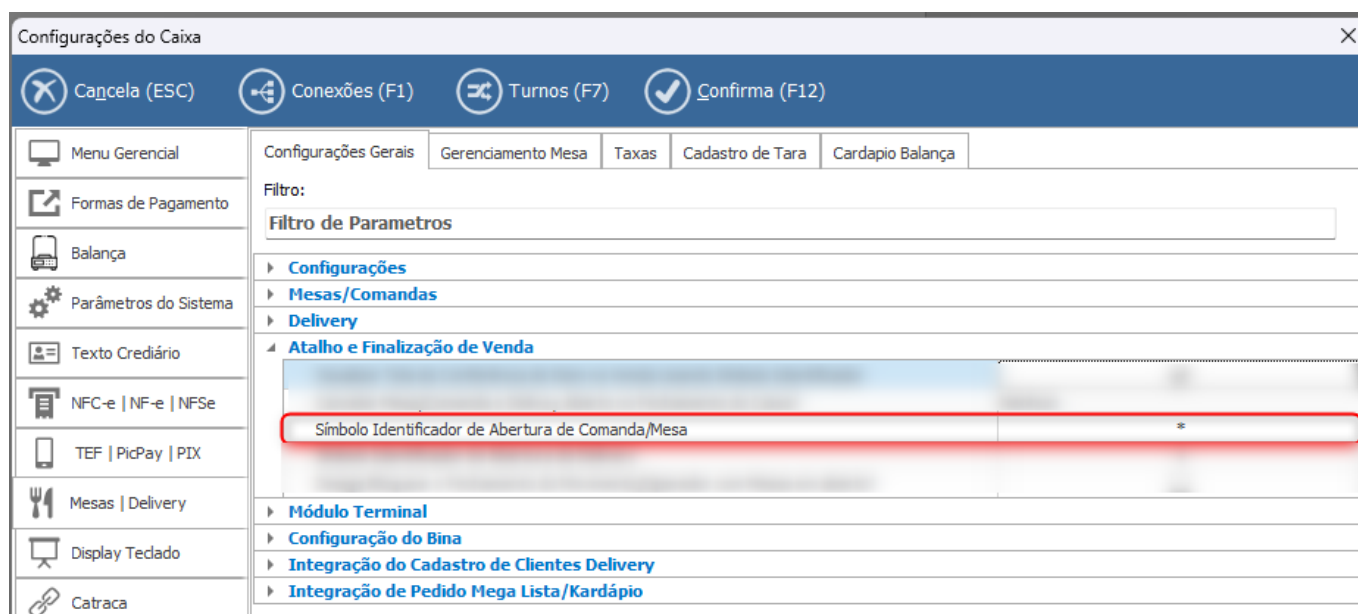 Configurações do Caixa
Cancela (ESC) Conexões (F1) Turnos (F7) Confirma (F12)
Menu Gerencial
Formas de Pagamento
Balança
Parâmetros do Sistema
Texto Crediário
NFC-e | NF-e | NFSe
TEF | PicPay | PIX
Mesas | Delivery
Display Teclado
Catraca
Configurações Gerais Gerenciamento Mesa Taxas Cadastro de Tara Cardapio Balança
Filtro:
Filtro de Parametros
Configurações
Mesas/Comandas
Delivery
Atalho e Finalização de Venda
Símbolo Identificador de Abertura de Comanda/Mesa *
Módulo Terminal
Configuração do Bina
Integração do Cadastro de Clientes Delivery
Integração de Pedido Mega Lista/Kardápio